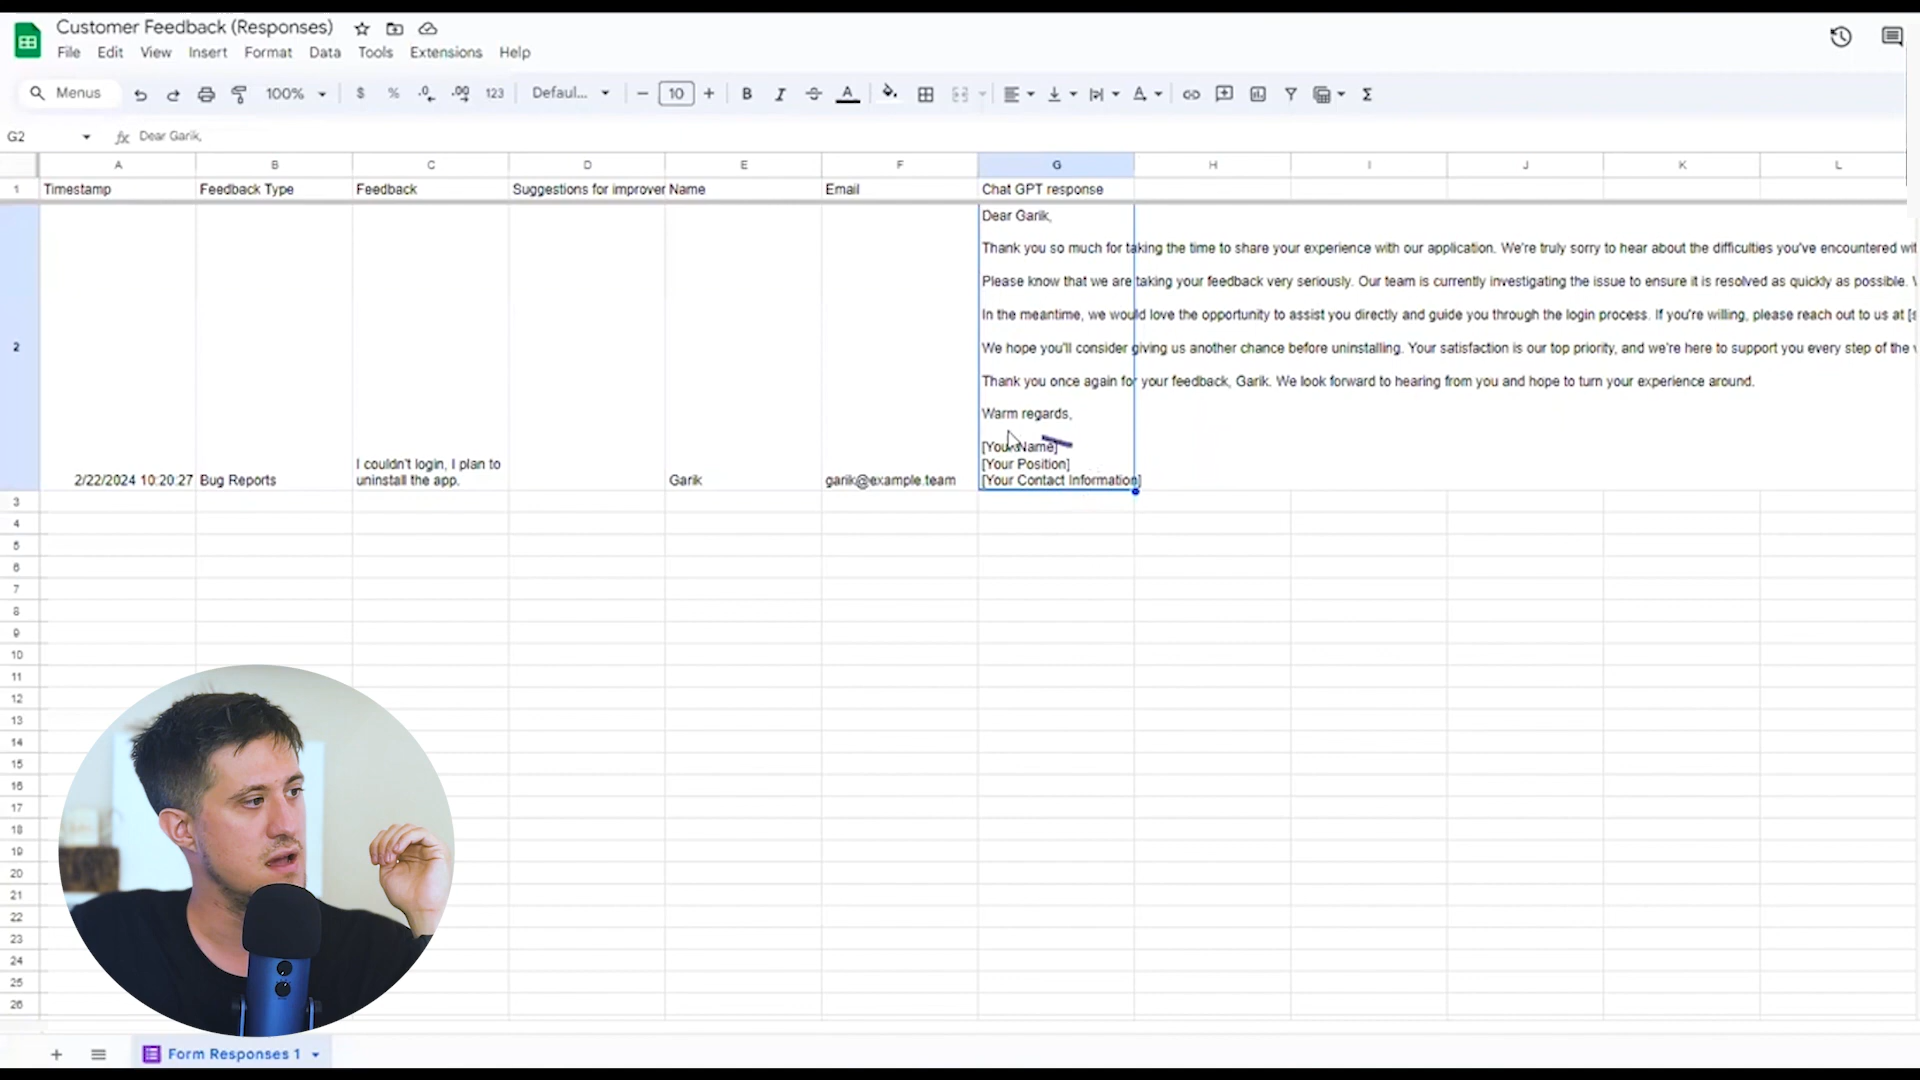 Customer Feedback (Responses)
File Edit View Insert Format Data Tools Extensions Help
Menus 100% $ % .0 .00 123 Defaul... 10 B I A
G2 fx Dear Garik,
A B C D E F G H I J K L
1 Timestamp Feedback Type Feedback Suggestions for improver Name Email Chat GPT response
Dear Garik,
Thank you so much for taking the time to share your experience with our application. We're truly sorry to hear about the difficulties you've encountered wit
Please know that we are taking your feedback very seriously. Our team is currently investigating the issue to ensure it is resolved as quickly as possible.
In the meantime, we would love the opportunity to assist you directly and guide you through the login process. If you're willing, please reach out to us at [s
2
We hope you'll consider giving us another chance before uninstalling. Your satisfaction is our top priority, and we're here to support you every step of the
Thank you once again for your feedback, Garik. We look forward to hearing from you and hope to turn your experience around.
Warm regards,
[Your Name]
[Your Position]
I couldn't login, I plan to
uninstall the app.
2/22/2024 10:20:27 Bug Reports Garik garik@example.team [Your Contact Information]
3
4
5
6
7
8
9
10
11
12
13
14
15
16
17
18
19
20
21
22
23
24
25
26
Form Responses 1